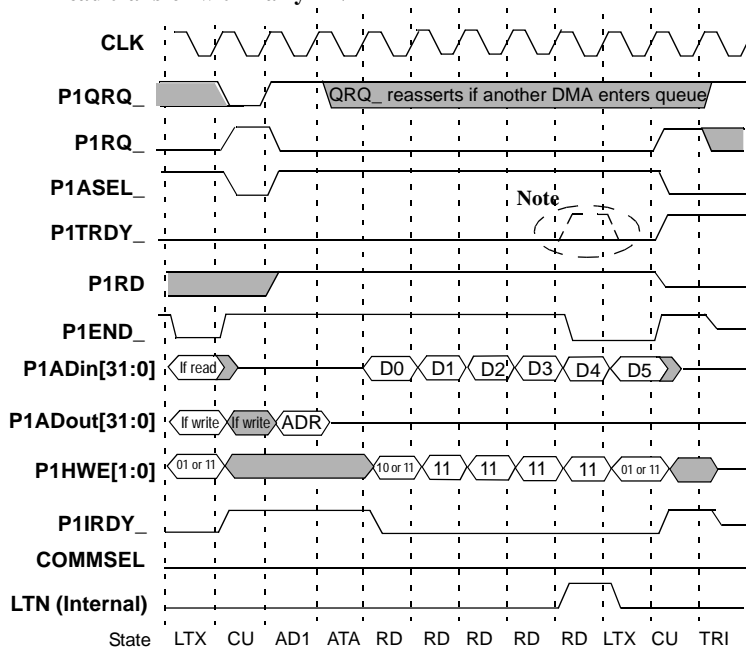 CLK
P1QRQ_
QRQ_ reasserts if another DMA enters queue
P1RQ_
P1ASEL_
Note
P1TRDY_
P1RD
P1END_
P1ADin[31:0] If read D0 D1 D2 D3 D4 D5
P1ADout[31:0] If write If write ADR
P1HWE[1:0] 01 or 11 10 or 11 11 11 11 11 01 or 11
P1IRDY_
COMMSEL
LTN (Internal)
State LTX CU AD1 ATA RD RD RD RD RD LTX CU TRI